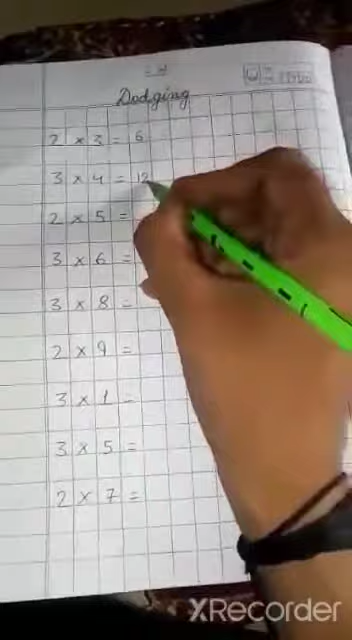 Dodging
2 × 3 = 6
3 × 4 = 12
2 × 5 =
3 × 6 =
3 × 8 =
2 × 9 =
3 × 1 =
3 × 5 =
2 × 7 =
XRecorder